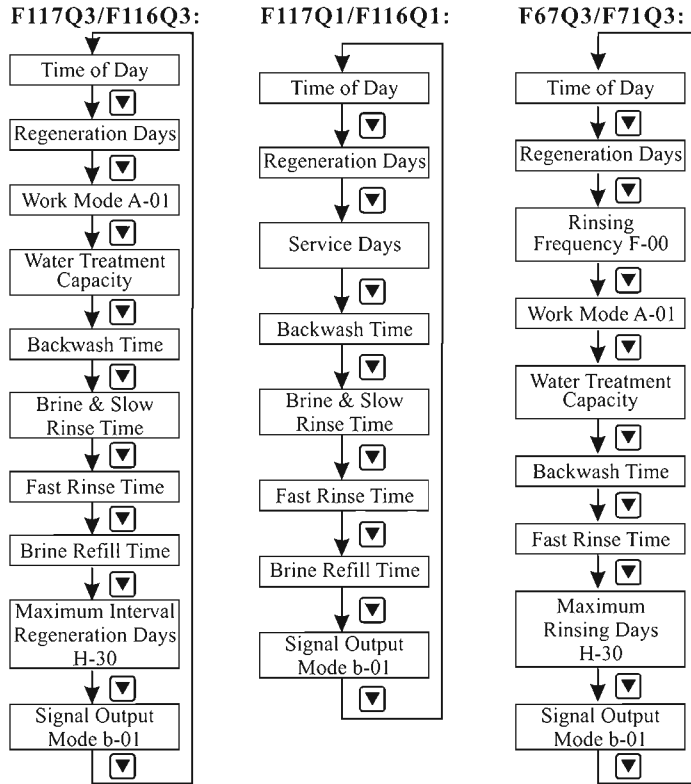 F117Q3/F116Q3:
Time of Day
Regeneration Days
Work Mode A-01
Water Treatment
Capacity
Backwash Time
Brine & Slow
Rinse Time
Fast Rinse Time
Brine Refill Time
Maximum Interval
Regeneration Days
H-30
Signal Output
Mode b-01
F117Q1/F116Q1:
Time of Day
Regeneration Days
Service Days
Backwash Time
Brine & Slow
Rinse Time
Fast Rinse Time
Brine Refill Time
Signal Output
Mode b-01
F67Q3/F71Q3:
Time of Day
Regeneration Days
Rinsing
Frequency F-00
Work Mode A-01
Water Treatment
Capacity
Backwash Time
Fast Rinse Time
Maximum
Rinsing Days
H-30
Signal Output
Mode b-01